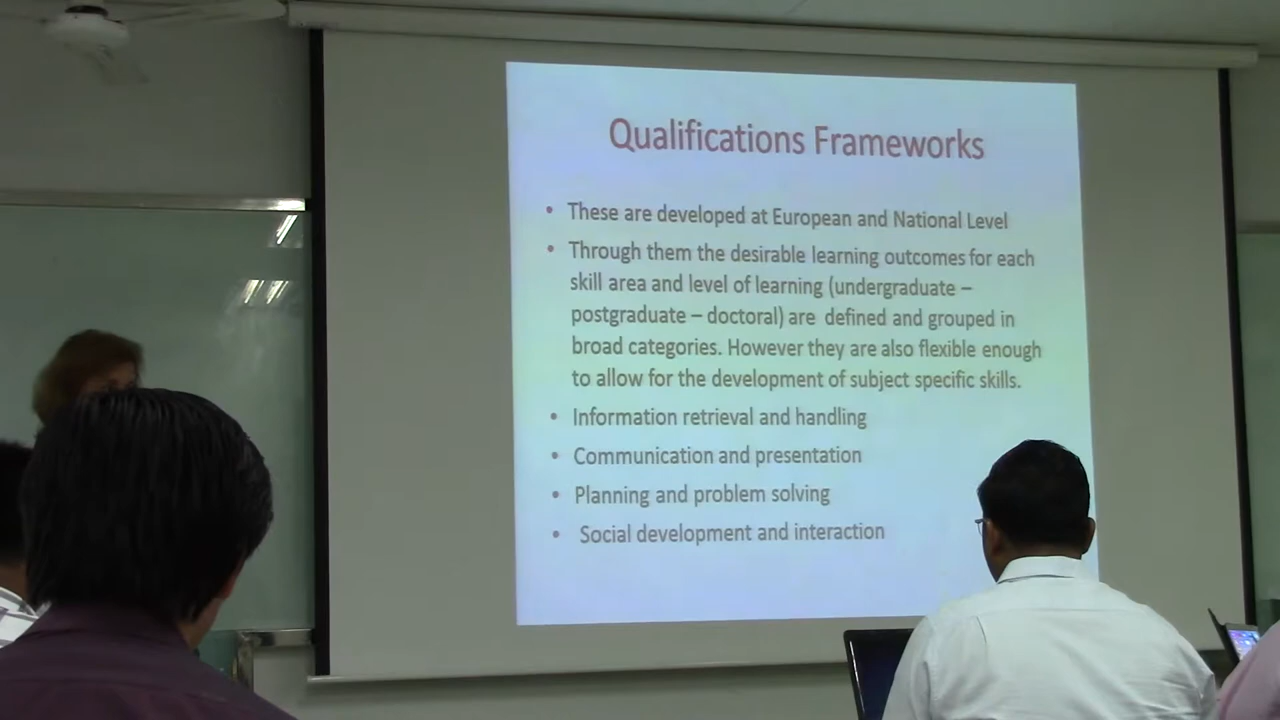 Qualifications Frameworks
• These are developed at European and National Level
• Through them the desirable learning outcomes for each
skill area and level of learning (undergraduate –
postgraduate – doctoral) are defined and grouped in
broad categories. However they are also flexible enough
to allow for the development of subject specific skills.
• Information retrieval and handling
• Communication and presentation
• Planning and problem solving
• Social development and interaction